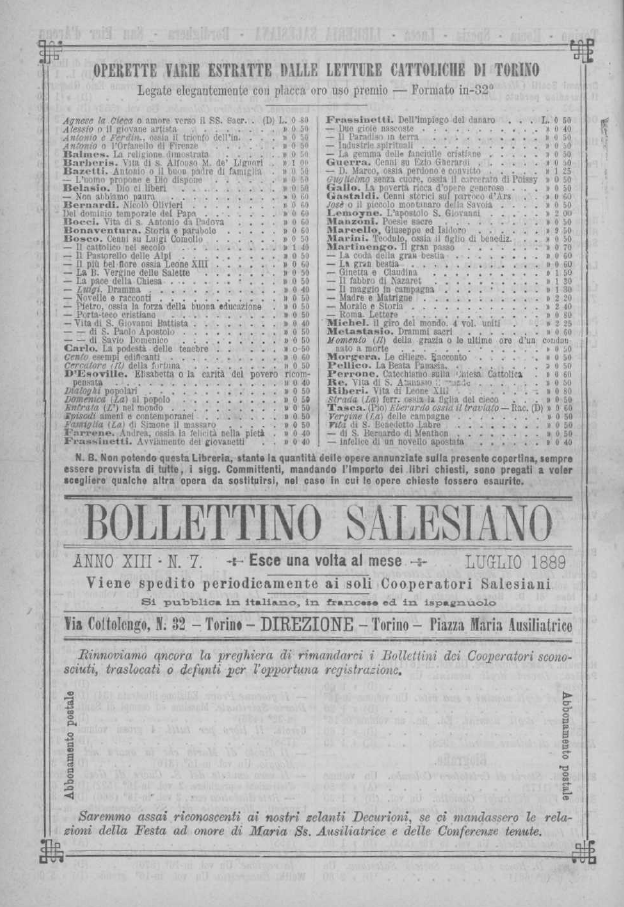 OPERETTE VARIE ESTRATTE DALLE LETTURE CATTOLICHE DI TORINO
Legate elegantemente con placca oro uso premio — Formato in-32°
Agnese la Cieca o amore verso il SS. Sacr. . (D) L. 0 80
Alessio o il giovane artista » 0 50
Antonio e Ferdin. ossia il trionfo dell'in. » 0 50
Antonio o l'Orfanello di Firenze » 0 50
Balmes. La religione dimostrata » 0 50
Barberis. Vita di s. Alfonso M. de' Liguori » 1 00
Bazetti. Antonio o il buon padre di famiglia » 0 50
— L'uomo propone e Dio dispone » 0 50
Belasio. Dio ci liberi » 0 50
— Non abbiamo paura » 0 60
Bernardi. Nicolò Olivieri » 0 60
Del dominio temporale del Papa » 0 60
Bocci. Vita di s. Antonio da Padova » 0 60
Bonaventura. Storia e parabole » 0 60
Bosco. Cenni su Luigi Comollo » 0 50
— Il cattolico nel secolo » 1 40
— Il Pastorello delle Alpi » 0 50
— Il più bel fiore ossia Leone XIII » 0 60
— La B. Vergine delle Salette » 0 50
— La pace della Chiesa » 0 50
— Luigi. Dramma » 0 40
— Novelle e racconti » 0 50
— Pietro, ossia la forza della buona educazione » 0 50
— Porta-teco cristiano » 0 50
— Vita di S. Giovanni Battista » 0 40
— — di S. Paolo Apostolo » 0 50
— — di Savio Domenico » 0 50
Carlo. La podestà delle tenebre » 0 50
Cento esempi edificanti » 0 60
Cercatore (Il) della fortuna » 0 50
D'Esoville. Elisabetta o la carità del povero ricompensata » 0 40
Dialoghi popolari » 0 50
Domenica (La) al popolo » 0 50
Entrata (L') nel mondo » 0 50
Episodi ameni e contemporanei » 0 50
Famiglia (La) di Simone il massaro » 0 50
Farrene. Andrea, ossia la felicità nella pietà » 0 40
Frassinetti. Avviamento dei giovanetti » 0 40
Frassinetti. Dell'impiego del danaro L. 0 50
— Due gioie nascoste » 0 40
— Il Paradiso in terra » 0 50
— Industrie spirituali » 0 50
— La gemma delle fanciulle cristiane » 0 50
Guerra. Cenni su Ezio Gherardi » 0 50
— D. Marco, ossia perdono e convitto » 1 25
Guglielmo senza cuore, ossia il carcerato di Poissy » 0 50
Gallo. La povertà ricca d'opere generose » 0 50
Gastaldi. Cenni storici sul parroco d'Ars » 0 60
José o il piccolo montanaro della Savoia » 0 50
Lemoyne. L'apostolo S. Giovanni » 2 00
Manzoni. Poesie sacre » 0 50
Marcello, Giuseppe ed Isidoro » 0 50
Marini. Teodulo, ossia il figlio di benediz. » 0 50
Martinengo. Il gran passo » 0 70
— La coda della gran bestia » 0 60
— La gran bestia » 0 60
— Ginetta e Claudina » 1 50
— Il fabbro di Nazaret » 1 20
— Il maggio in campagna » 0 80
— Madre e Matrigne » 2 20
— Morale e Storia » 2 40
— Roma. Lettere » 0 80
Michel. Il giro del mondo. 4 vol. uniti » 2 25
Metastasio. Drammi sacri » 0 60
Momento (Il) della grazia o le ultime ore d'un condannato a morte » 0 50
Morgera. Le ciliege. Racconto » 0 50
Pellico. La Beata Panasia » 0 50
Perrone. Catechismo sulla Chiesa Cattolica » 0 60
Re. Vita di S. Atanasio » 0 40
Riberi. Vita di Leone XIII » 0 80
Strada (La) ferr. ossia la figlia del cieco » 0 50
Tasca. (Pio) Eberardo ossia il traviato — Rac. (D) » 0 60
Vergine (La) delle campagne » 0 50
Vita di S. Benedetto Labre » 0 50
— di S. Bernardo di Menthon » 0 50
— infelice di un novello apostata » 0 40
N. B. Non potendo questa Libreria, stante la quantità delle opere annunziate sulla presente copertina, sempre
essere provvista di tutte, i sigg. Committenti, mandando l'importo dei libri chiesti, sono pregati a voler
scegliere qualche altra opera da sostituirsi, nel caso in cui le opere chieste fossero esaurite.
BOLLETTINO SALESIANO
ANNO XIII - N. 7. Esce una volta al mese LUGLIO 1889
Viene spedito periodicamente ai soli Cooperatori Salesiani
Si pubblica in italiano, in francese ed in ispagnuolo
Via Cottolengo, N. 32 — Torino — DIREZIONE — Torino — Piazza Maria Ausiliatrice
Rinnoviamo ancora la preghiera di rimandarci i Bollettini dei Cooperatori scono-
sciuti, traslocati o defunti per l'opportuna registrazione.
Abbonamento postale
Abbonamento postale
Saremmo assai riconoscenti ai nostri zelanti Decurioni, se ci mandassero le rela-
zioni della Festa ad onore di Maria Ss. Ausiliatrice e delle Conferenze tenute.